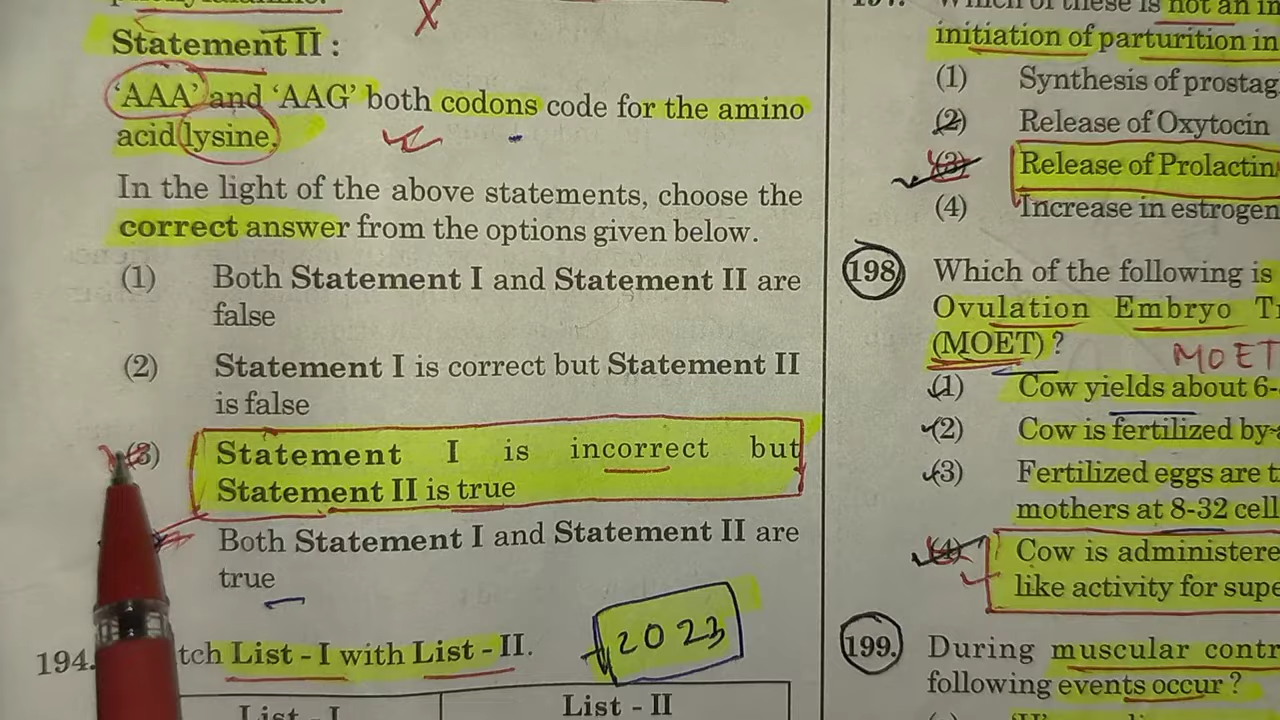 Statement II :
'AAA' and 'AAG' both codons code for the amino
acid lysine.
In the light of the above statements, choose the
correct answer from the options given below.
(1) Both Statement I and Statement II are
false
(2) Statement I is correct but Statement II
is false
(3) Statement I is incorrect but
Statement II is true
Both Statement I and Statement II are
true
2023
194. tch List - I with List - II.
List - I List - II
initiation of parturition in
(1) Synthesis of prostag
(2) Release of Oxytocin
(3) Release of Prolactin
(4) Increase in estrogen
198 Which of the following is
Ovulation Embryo T
(MOET) ?
MOET
(1) Cow yields about 6-
(2) Cow is fertilized by
(3) Fertilized eggs are t
mothers at 8-32 cell
(4) Cow is administere
like activity for supe
199. During muscular contr
following events occur ?